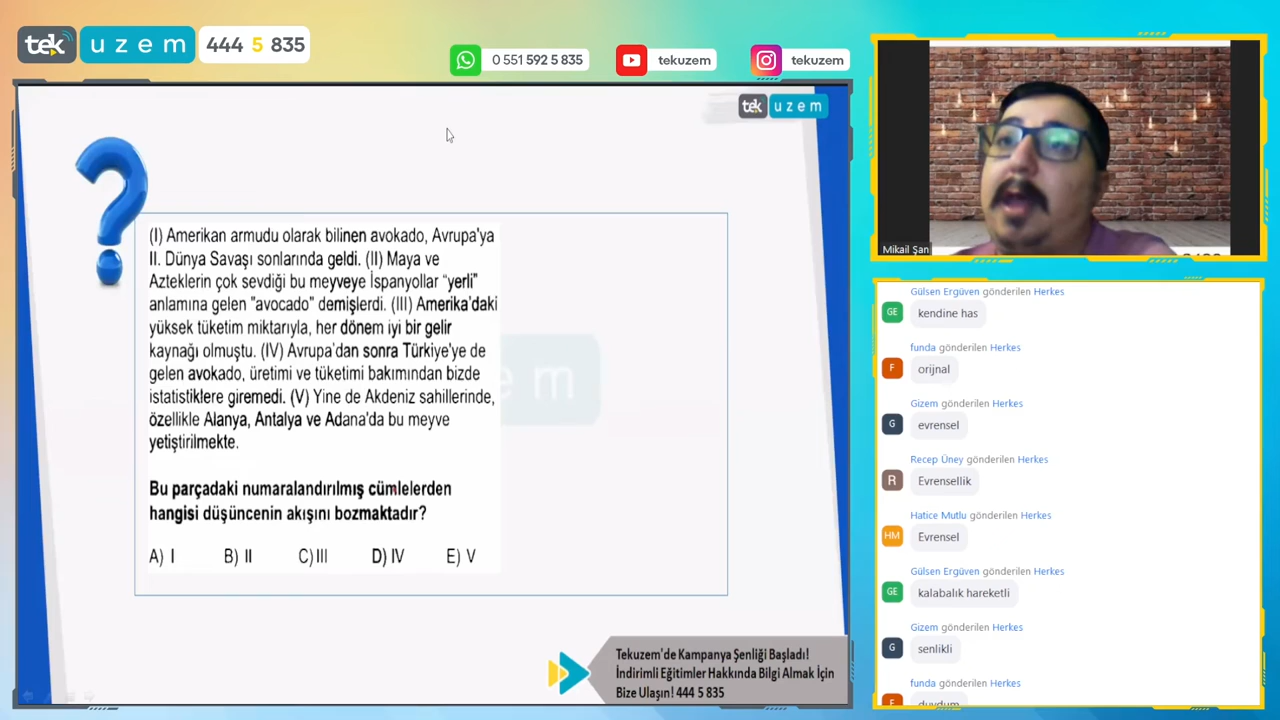 tek uzem 444 5 835
0 551 592 5 835
tekuzem
tekuzem
tek uzem
(I) Amerikan armudu olarak bilinen avokado, Avrupa'ya
II. Dünya Savaşı sonlarında geldi. (II) Maya ve
Azteklerin çok sevdiği bu meyveye İspanyollar “yerli”
anlamına gelen "avocado" demişlerdi. (III) Amerika'daki
yüksek tüketim miktarıyla, her dönem iyi bir gelir
kaynağı olmuştu. (IV) Avrupa'dan sonra Türkiye'ye de
gelen avokado, üretimi ve tüketimi bakımından bizde
istatistiklere giremedi. (V) Yine de Akdeniz sahillerinde,
özellikle Alanya, Antalya ve Adana'da bu meyve
yetiştirilmekte.
Bu parçadaki numaralandırılmış cümlelerden
hangisi düşüncenin akışını bozmaktadır?
A) I B) II C) III D) IV E) V
Tekuzem'de Kampanya Şenliği Başladı!
İndirimli Eğitimler Hakkında Bilgi Almak İçin
Bize Ulaşın! 444 5 835
Mikail Şan
Gülsen Ergüven gönderilen Herkes
GE kendine has
funda gönderilen Herkes
F orijnal
Gizem gönderilen Herkes
G evrensel
Recep Üney gönderilen Herkes
R Evrensellik
Hatice Mutlu gönderilen Herkes
HM Evrensel
Gülsen Ergüven gönderilen Herkes
GE kalabalık hareketli
Gizem gönderilen Herkes
G senlikli
funda gönderilen Herkes